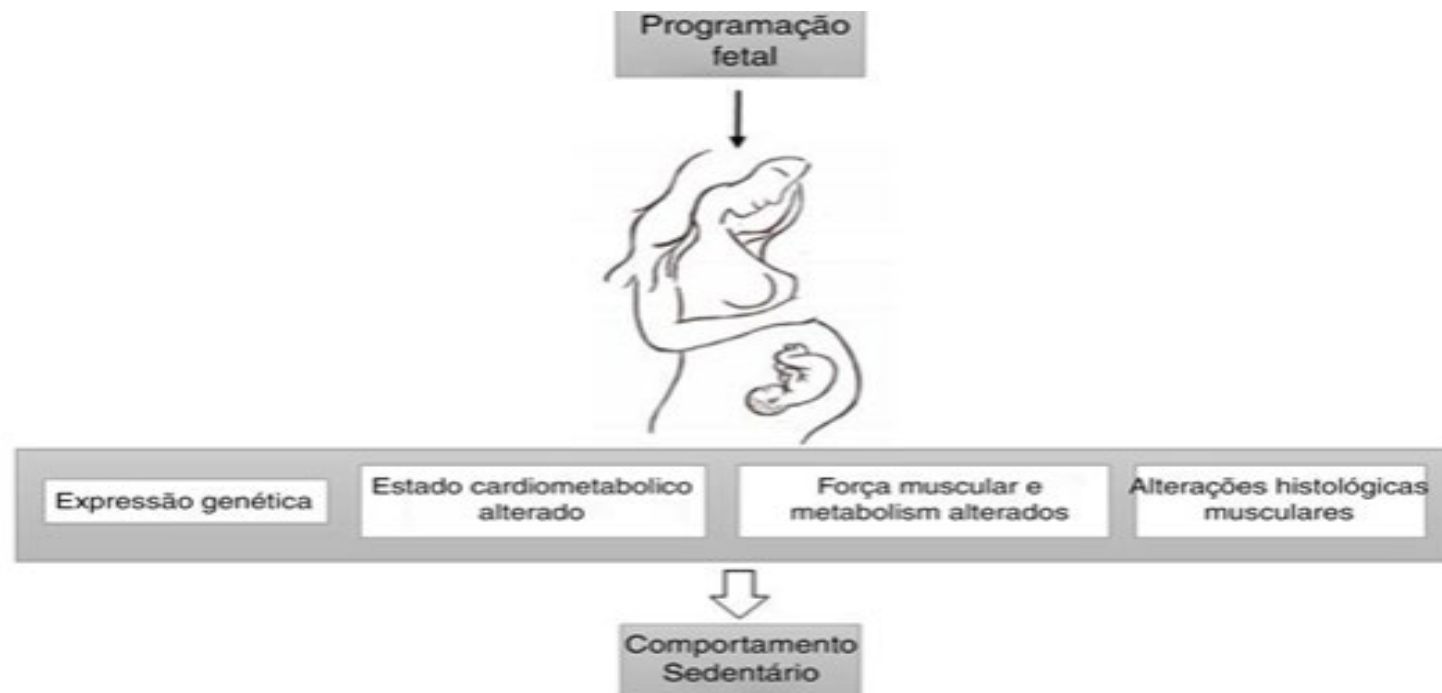 Programação
fetal
Expressão genética
Estado cardiometabolico
alterado
Força muscular e
metabolism alterados
Alterações histológicas
musculares
Comportamento
Sedentário